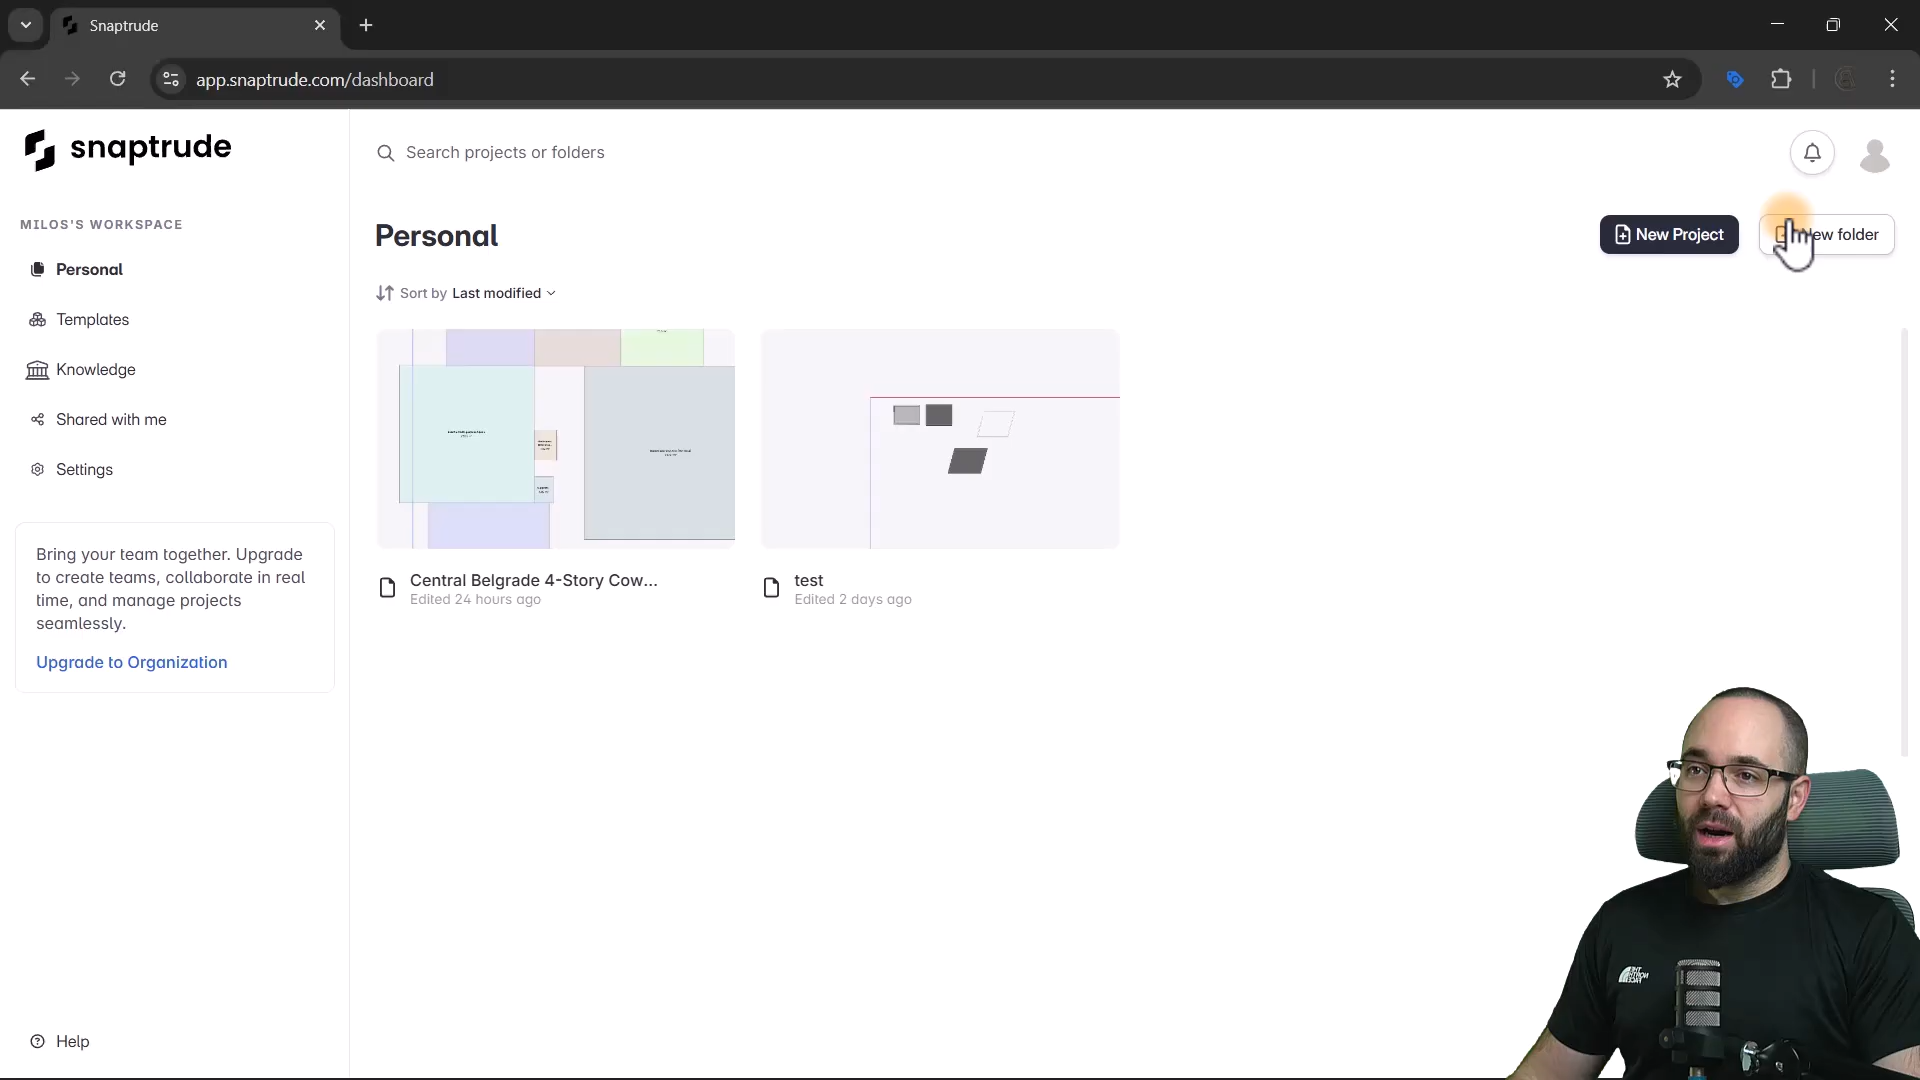 Snaptrude
app.snaptrude.com/dashboard
snaptrude
Search projects or folders
MILOS'S WORKSPACE
Personal
New Project
ew folder
Personal
Sort by Last modified
Templates
Knowledge
Shared with me
Settings
Bring your team together. Upgrade
to create teams, collaborate in real
time, and manage projects
seamlessly.
Upgrade to Organization
Central Belgrade 4-Story Cow...
Edited 24 hours ago
test
Edited 2 days ago
Help